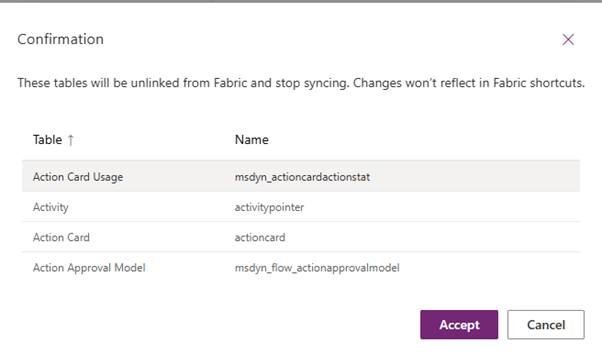 Confirmation
These tables will be unlinked from Fabric and stop syncing. Changes won't reflect in Fabric shortcuts.
Table ↑ Name
Action Card Usage msdyn_actioncardactionstat
Activity activitypointer
Action Card actioncard
Action Approval Model msdyn_flow_actionapprovalmodel
Accept Cancel